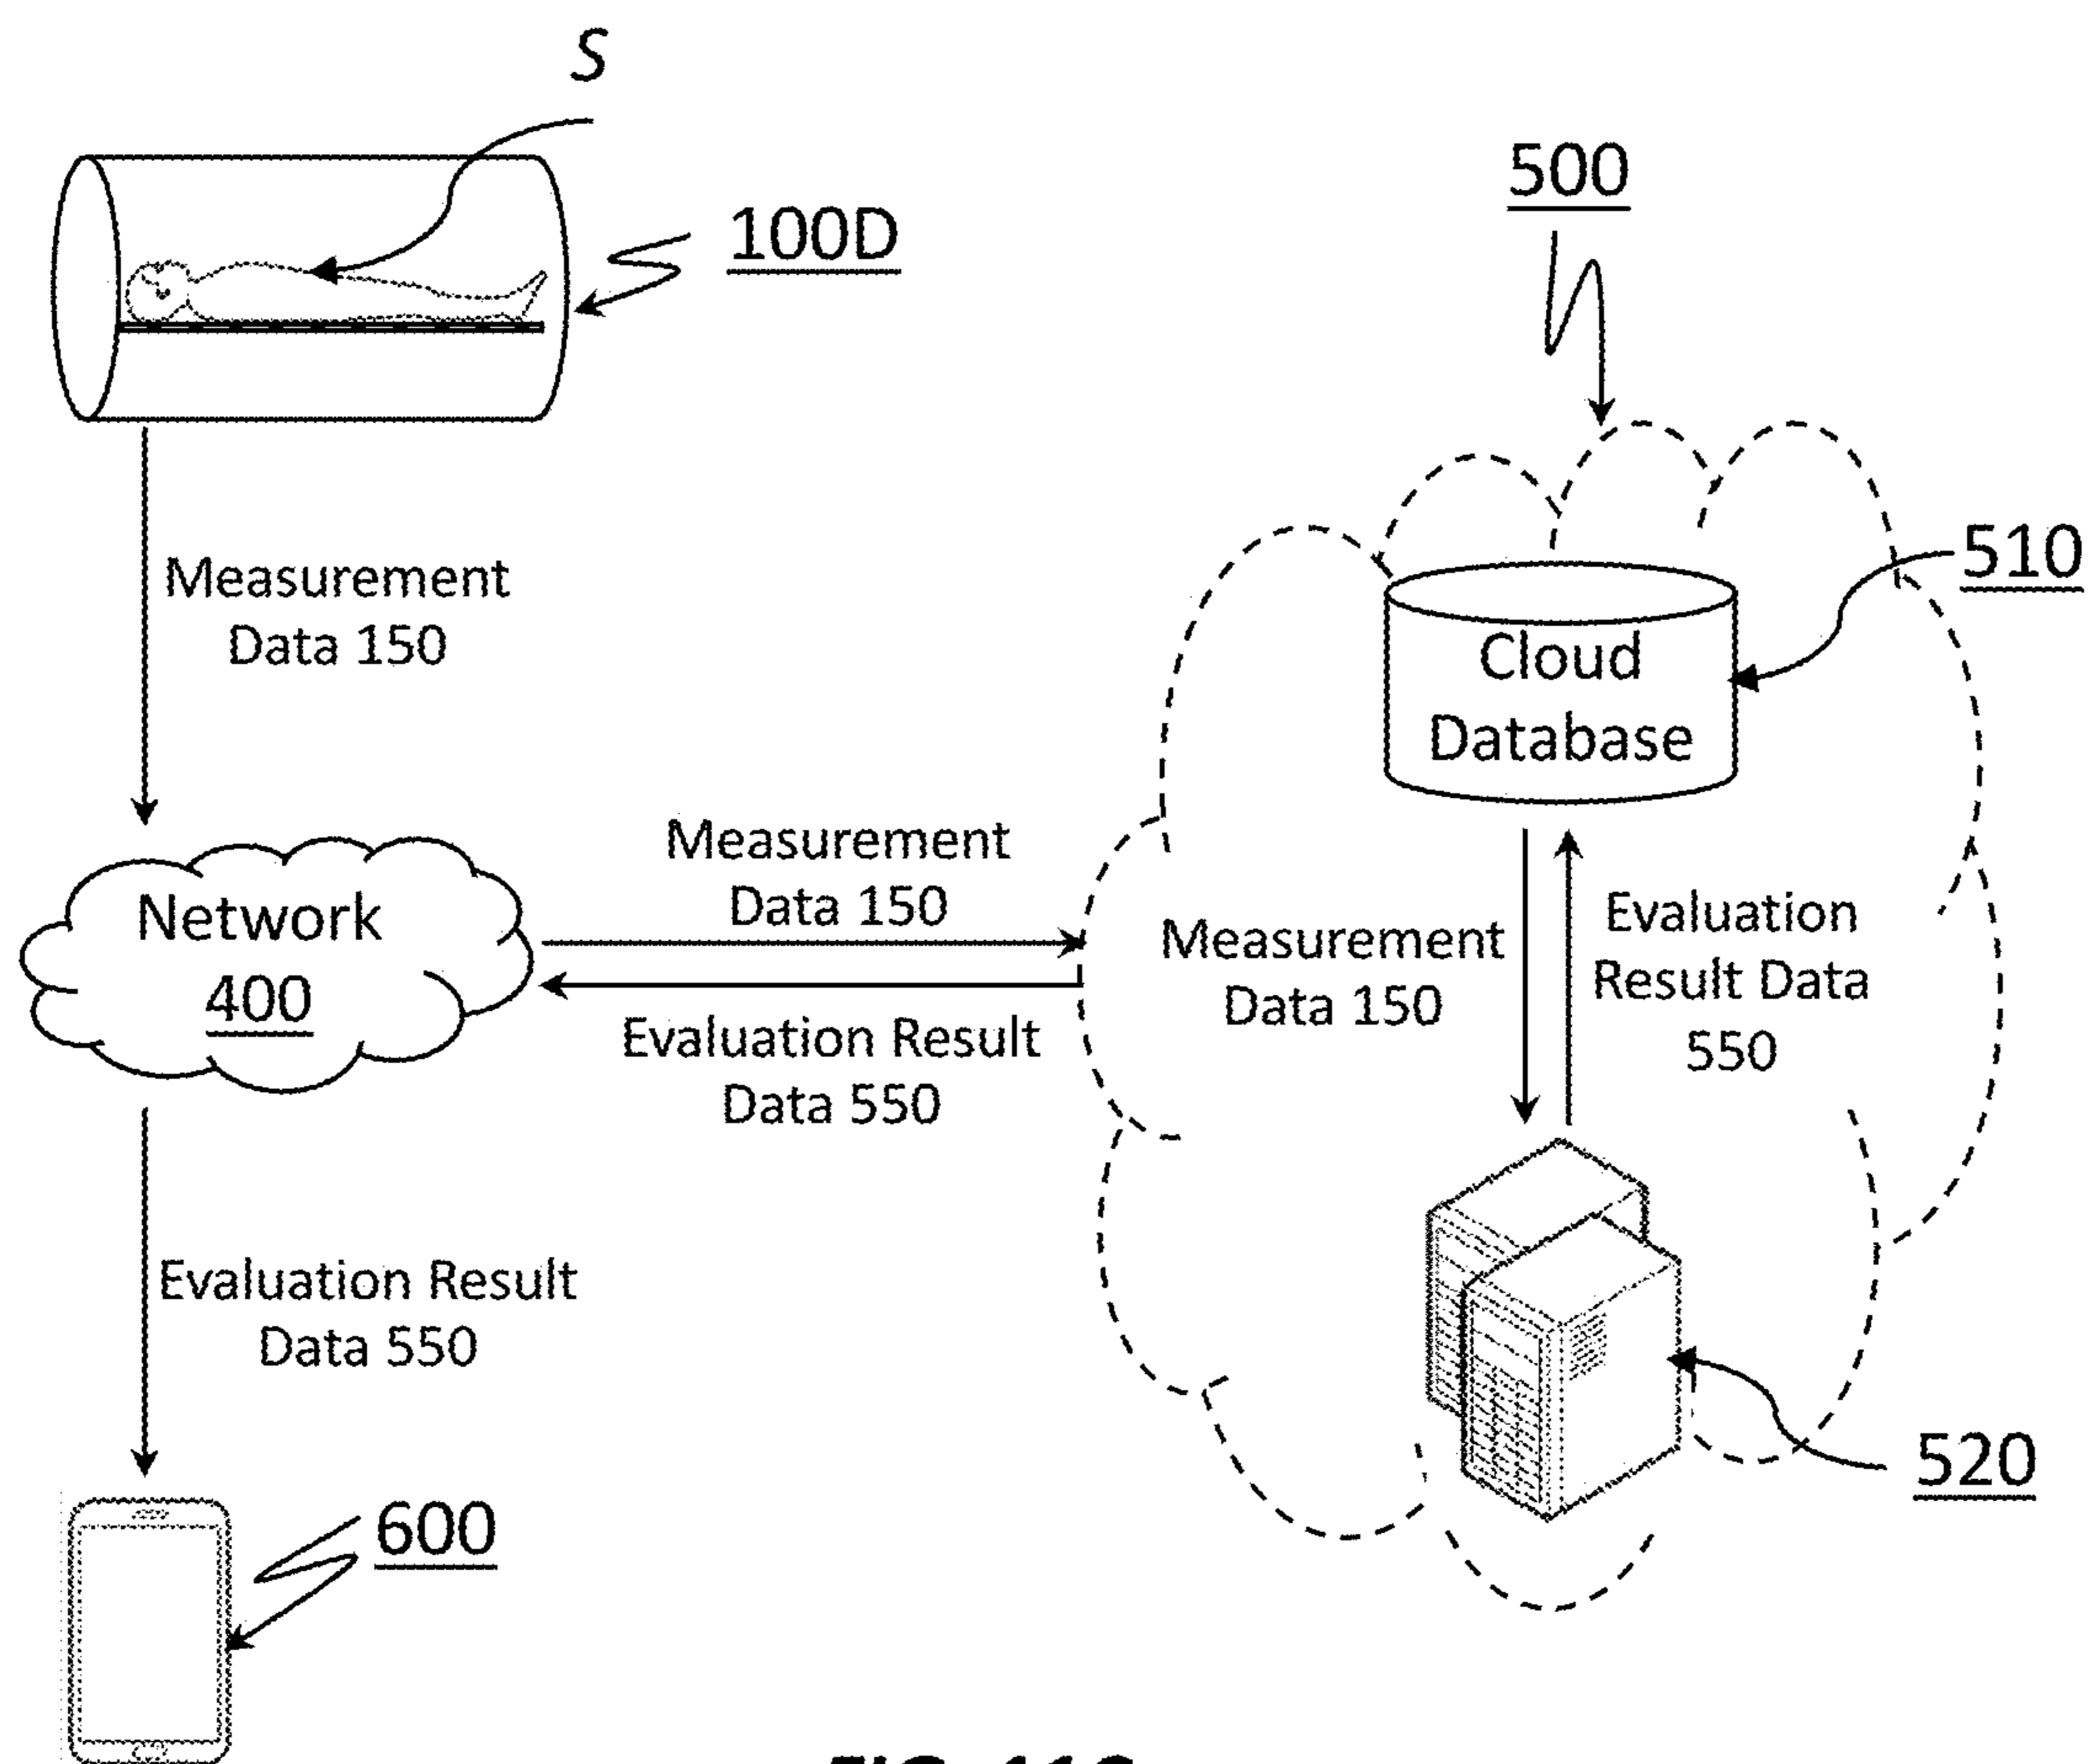 S
100D
500
Measurement
Data 150
510
Cloud
Database
Network
400
Measurement
Data 150
Evaluation Result
Data 550
Measurement
Data 150
Evaluation
Result Data
550
Evaluation Result
Data 550
520
600